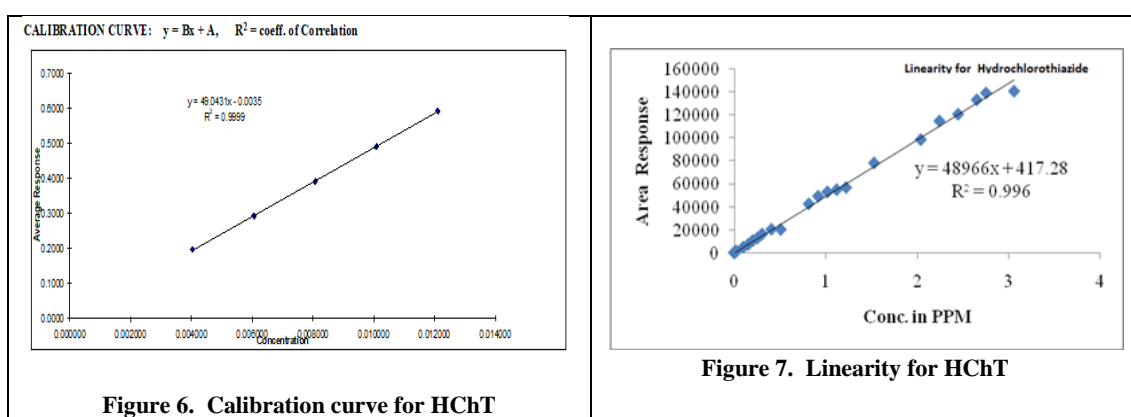 CALIBRATION CURVE: y = Bx + A, R² = coeff. of Correlation
0.7000
0.6000
0.5000
0.4000
0.3000
0.2000
0.1000
0.0000
Average Response
y = 49.0431x - 0.0035
R² = 0.9999
0.000000 0.002000 0.004000 0.006000 0.008000 0.010000 0.012000 0.014000
Concentration
Figure 6. Calibration curve for HChT
Linearity for Hydrochlorothiazide
160000
140000
120000
100000
80000
60000
40000
20000
0
Area Response
y = 48966x + 417.28
R² = 0.996
0 1 2 3 4
Conc. in PPM
Figure 7. Linearity for HChT